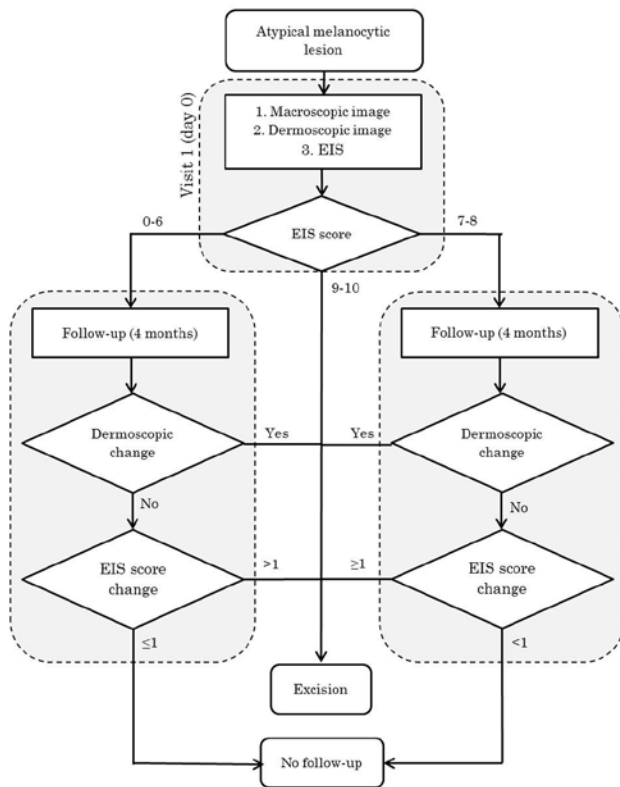 Atypical melanocytic
lesion
Visit 1 (day 0)
1. Macroscopic image
2. Dermoscopic image
3. EIS
0-6
EIS score
7-8
9-10
Follow-up (4 months)
Follow-up (4 months)
Dermoscopic
change
Yes
Yes
Dermoscopic
change
No
No
EIS score
change
>1
≥1
EIS score
change
≤1
<1
Excision
No follow-up